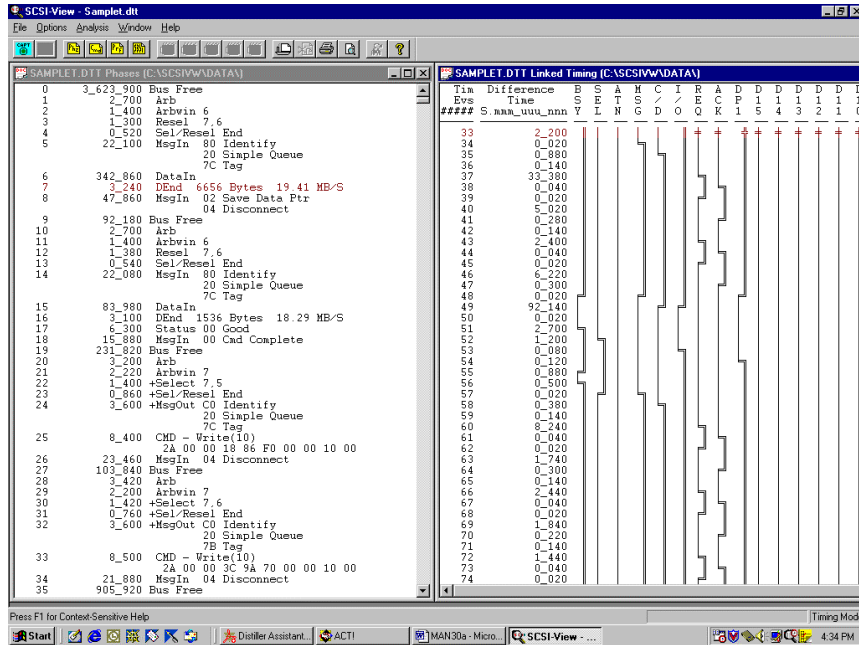 SCSI-View - Samplet.dtt
File Options Analysis Window Help
SAMPLET.DTT Phases (C:\SCSIVW\DATA\)
0 3_623_900 Bus Free
1 2_700 Arb
2 1_400 Arbwin 6
3 1_300 Resel 7,6
4 0_520 Sel/Resel End
5 22_100 MsgIn 80 Identify
20 Simple Queue
7C Tag
6 342_860 DataIn
7 3_240 DEnd 6656 Bytes 19.41 MB/S
8 47_860 MsgIn 02 Save Data Ptr
04 Disconnect
9 92_180 Bus Free
10 2_700 Arb
11 1_400 Arbwin 6
12 1_380 Resel 7,6
13 0_540 Sel/Resel End
14 22_080 MsgIn 80 Identify
20 Simple Queue
7C Tag
15 83_980 DataIn
16 3_100 DEnd 1536 Bytes 18.29 MB/S
17 6_300 Status 00 Good
18 15_880 MsgIn 00 Cmd Complete
19 231_820 Bus Free
20 3_200 Arb
21 2_220 Arbwin 7
22 1_400 +Select 7,5
23 0_860 +Sel/Resel End
24 3_600 +MsgOut C0 Identify
20 Simple Queue
7C Tag
25 8_400 CMD - Write(10)
2A 00 00 18 86 F0 00 00 10 00
26 23_460 MsgIn 04 Disconnect
27 103_840 Bus Free
28 3_420 Arb
29 2_200 Arbwin 7
30 1_420 +Select 7,6
31 0_760 +Sel/Resel End
32 3_600 +MsgOut C0 Identify
20 Simple Queue
7B Tag
33 8_500 CMD - Write(10)
2A 00 00 3C 9A 70 00 00 10 00
34 21_880 MsgIn 04 Disconnect
35 905_920 Bus Free
SAMPLET.DTT Linked Timing (C:\SCSIVW\DATA\)
Tim Difference B S A M C I R A D D D D D D
Evs Time S E T S / / E C P 1 1 1 1 1
##### S.mmm_uuu_nnn Y L N G D O Q K 1 5 4 3 2 1
33 2_200
34 0_020
35 0_880
36 0_140
37 33_380
38 0_040
39 0_020
40 5_020
41 0_280
42 0_140
43 2_400
44 0_040
45 0_020
46 6_220
47 0_300
48 0_020
49 92_140
50 0_020
51 2_700
52 1_200
53 0_080
54 0_120
55 0_880
56 0_500
57 0_020
58 0_380
59 0_140
60 8_240
61 0_040
62 0_020
63 1_740
64 0_300
65 0_140
66 2_440
67 0_040
68 0_020
69 1_840
70 0_220
71 0_140
72 1_440
73 0_040
74 0_020
Press F1 for Context-Sensitive Help
Timing Mod
Start
Distiller Assistant...
ACT!
MAN30a - Micro...
SCSI-View - ...
4:34 PM